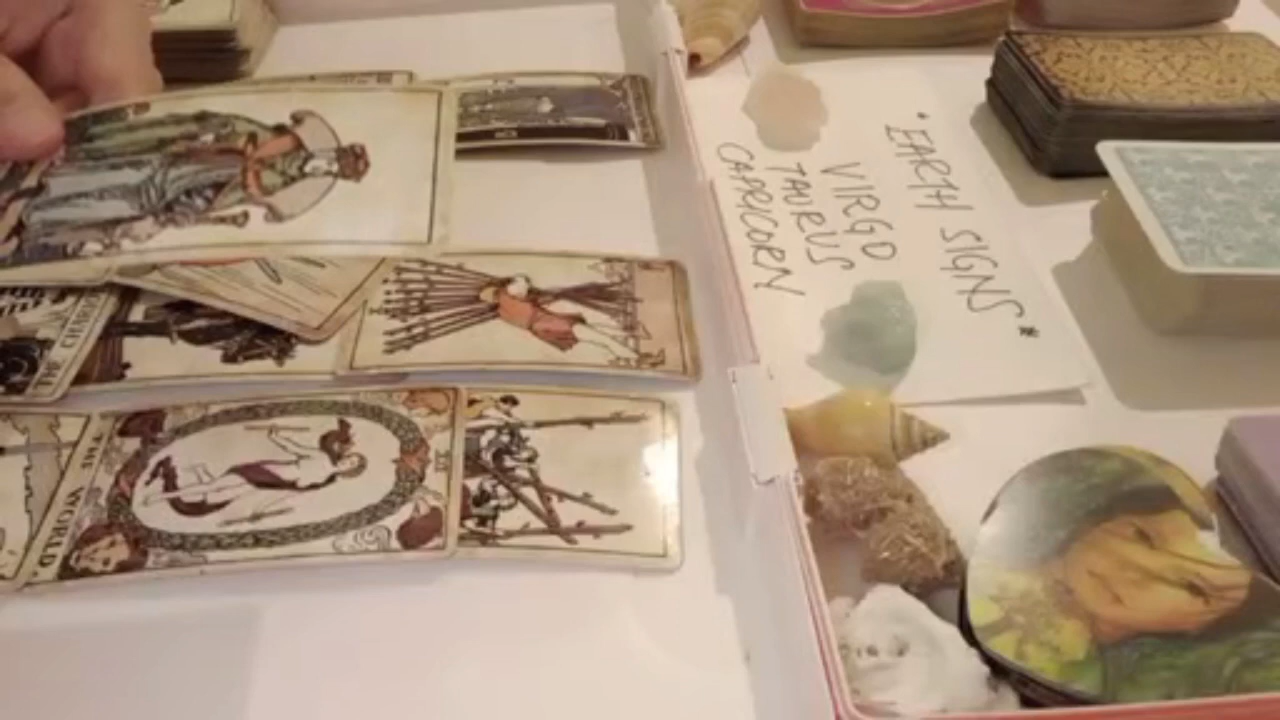 * EARTH SIGNS *
VIRGO
TAURUS
CAPRICORN
THE WORLD.